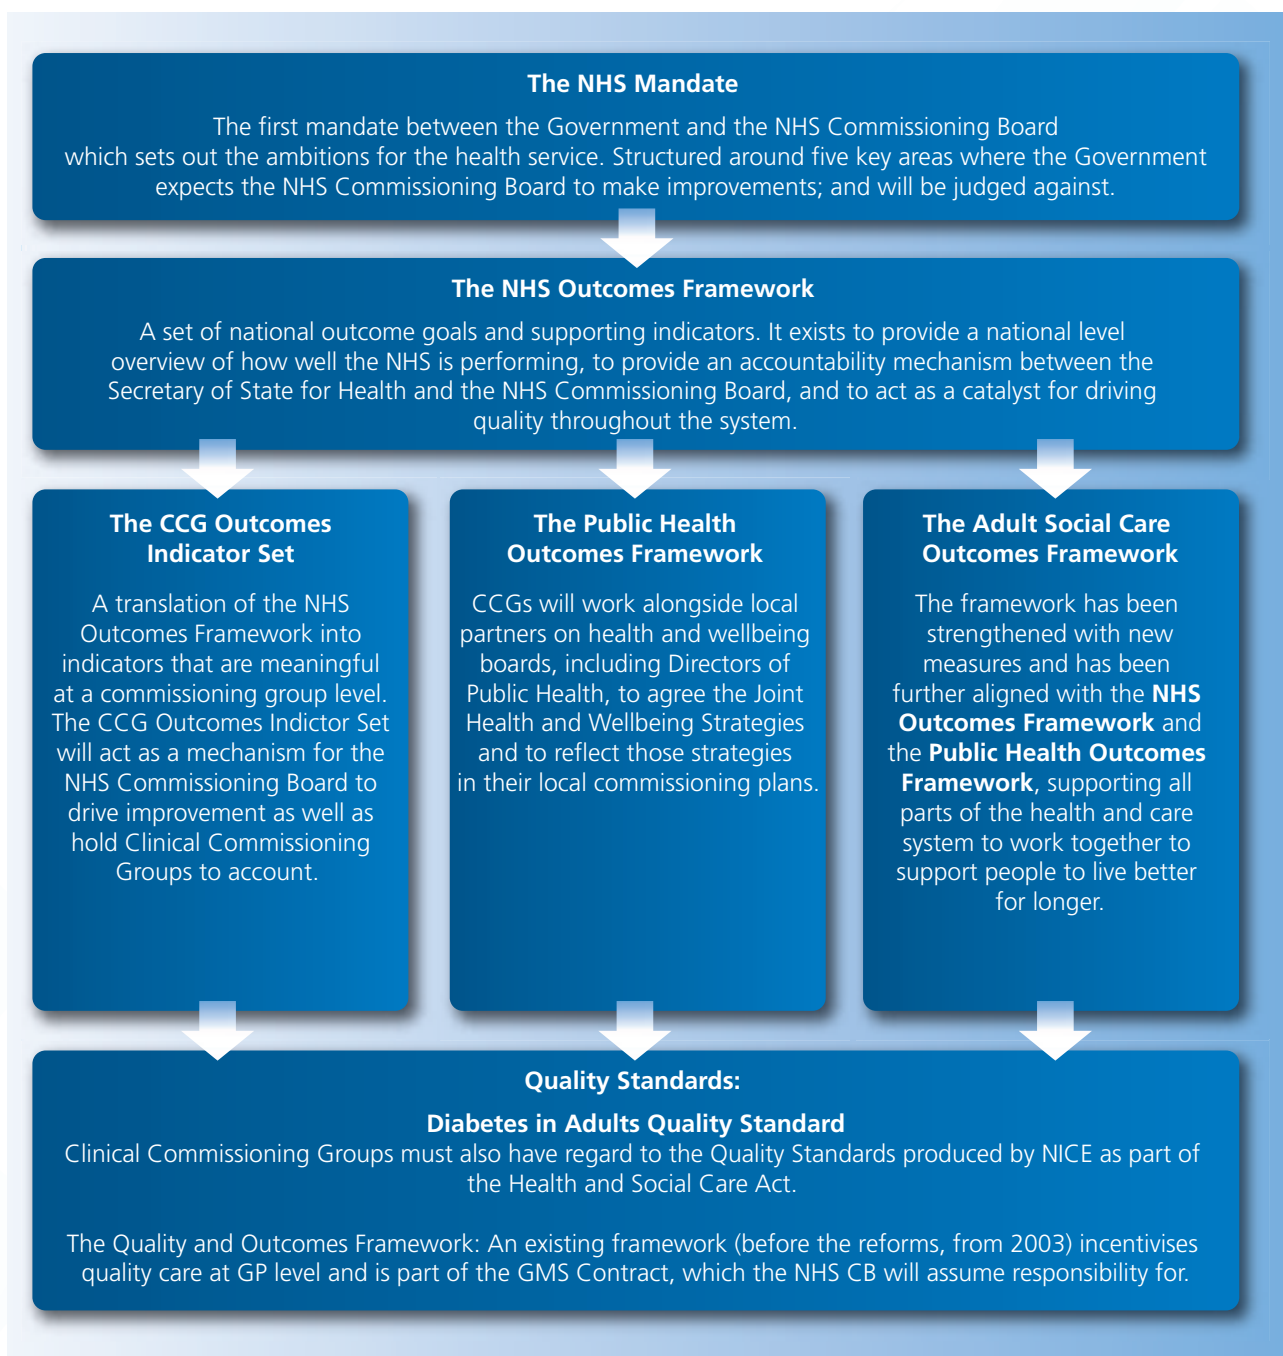 The NHS Mandate
The first mandate between the Government and the NHS Commissioning Board
which sets out the ambitions for the health service. Structured around five key areas where the Government
expects the NHS Commissioning Board to make improvements; and will be judged against.
The NHS Outcomes Framework
A set of national outcome goals and supporting indicators. It exists to provide a national level
overview of how well the NHS is performing, to provide an accountability mechanism between the
Secretary of State for Health and the NHS Commissioning Board, and to act as a catalyst for driving
quality throughout the system.
The CCG Outcomes
Indicator Set
A translation of the NHS
Outcomes Framework into
indicators that are meaningful
at a commissioning group level.
The CCG Outcomes Indictor Set
will act as a mechanism for the
NHS Commissioning Board to
drive improvement as well as
hold Clinical Commissioning
Groups to account.
The Public Health
Outcomes Framework
CCGs will work alongside local
partners on health and wellbeing
boards, including Directors of
Public Health, to agree the Joint
Health and Wellbeing Strategies
and to reflect those strategies
in their local commissioning plans.
The Adult Social Care
Outcomes Framework
The framework has been
strengthened with new
measures and has been
further aligned with the NHS
Outcomes Framework and
the Public Health Outcomes
Framework, supporting all
parts of the health and care
system to work together to
support people to live better
for longer.
Quality Standards:
Diabetes in Adults Quality Standard
Clinical Commissioning Groups must also have regard to the Quality Standards produced by NICE as part of
the Health and Social Care Act.
The Quality and Outcomes Framework: An existing framework (before the reforms, from 2003) incentivises
quality care at GP level and is part of the GMS Contract, which the NHS CB will assume responsibility for.